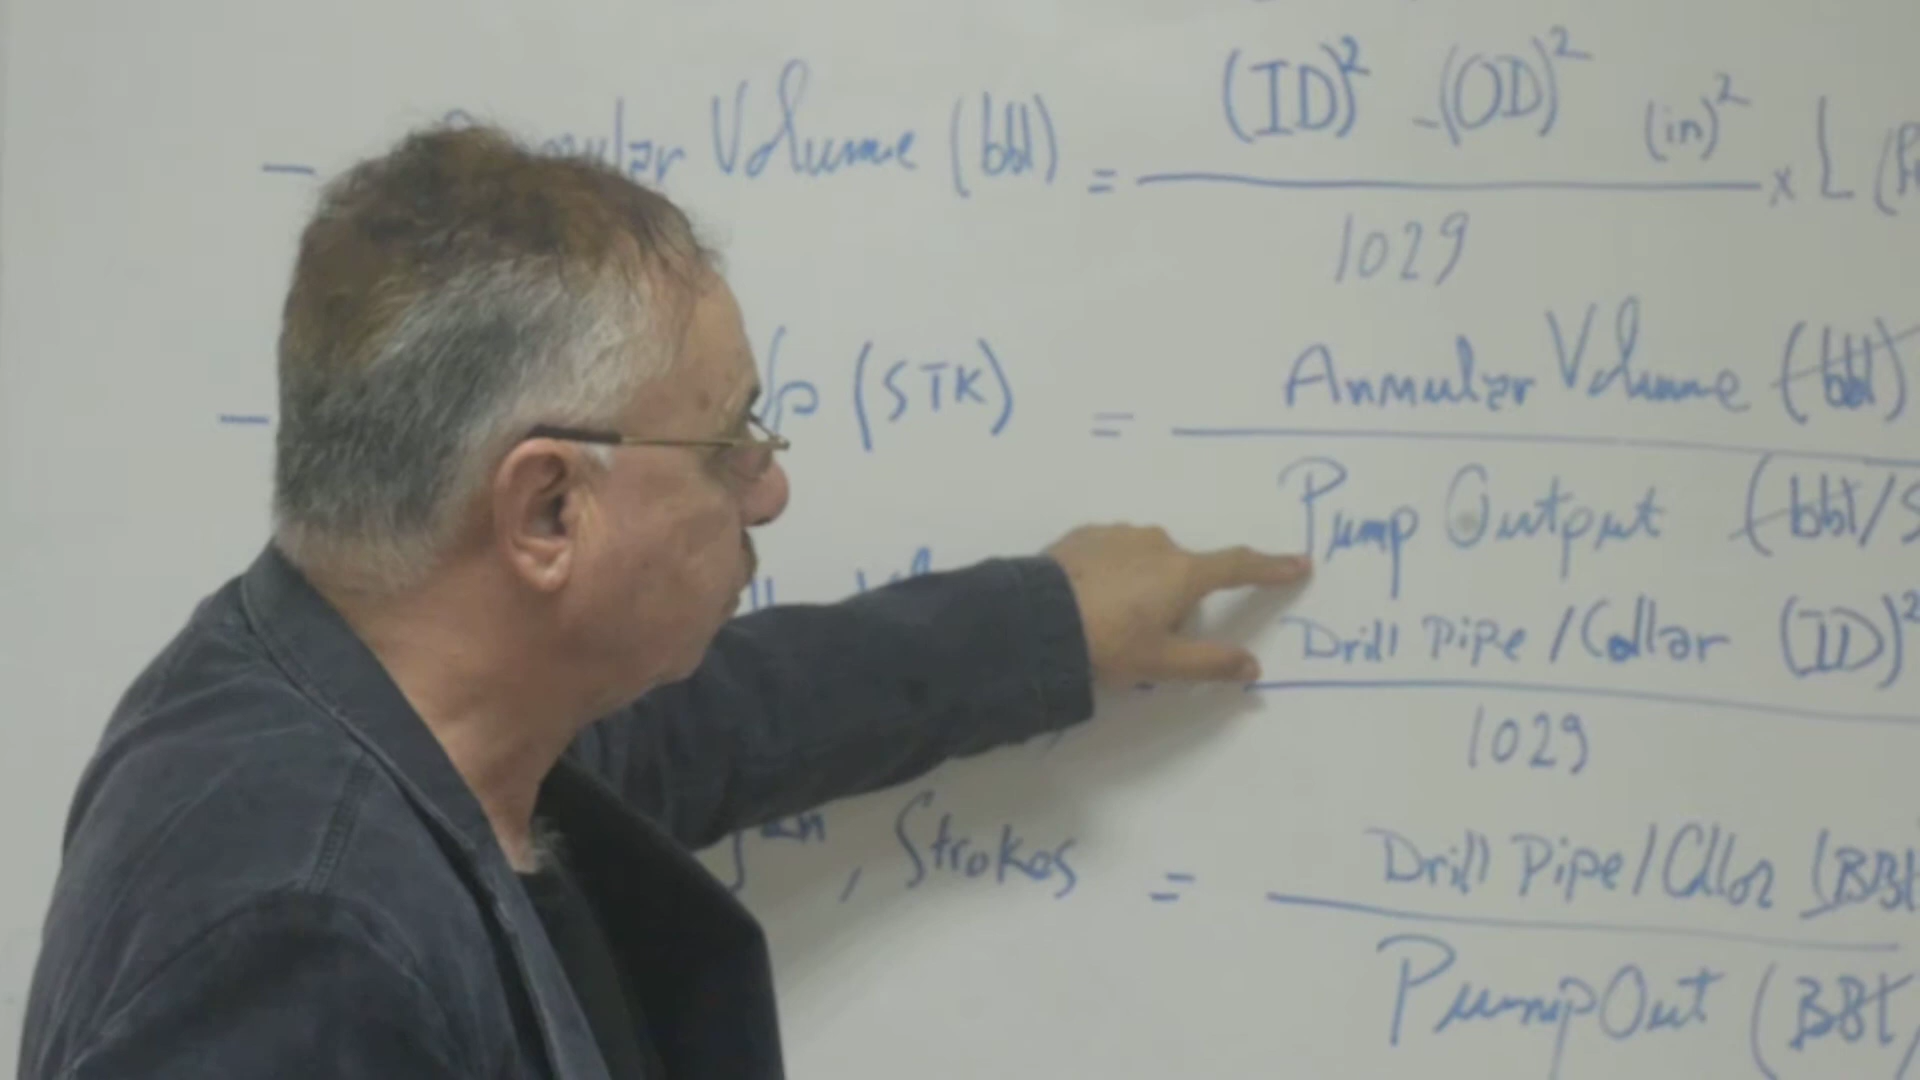 Volume (bbl) = (ID)² - (OD)² (in)² x L
1029
(STK) = Annular Volume (bbl)
Pump Output (bbl/S
Drill Pipe/Collar (ID)²
1029
, Strokes = Drill Pipe/Collar (BBL
Pump Out (BBL/